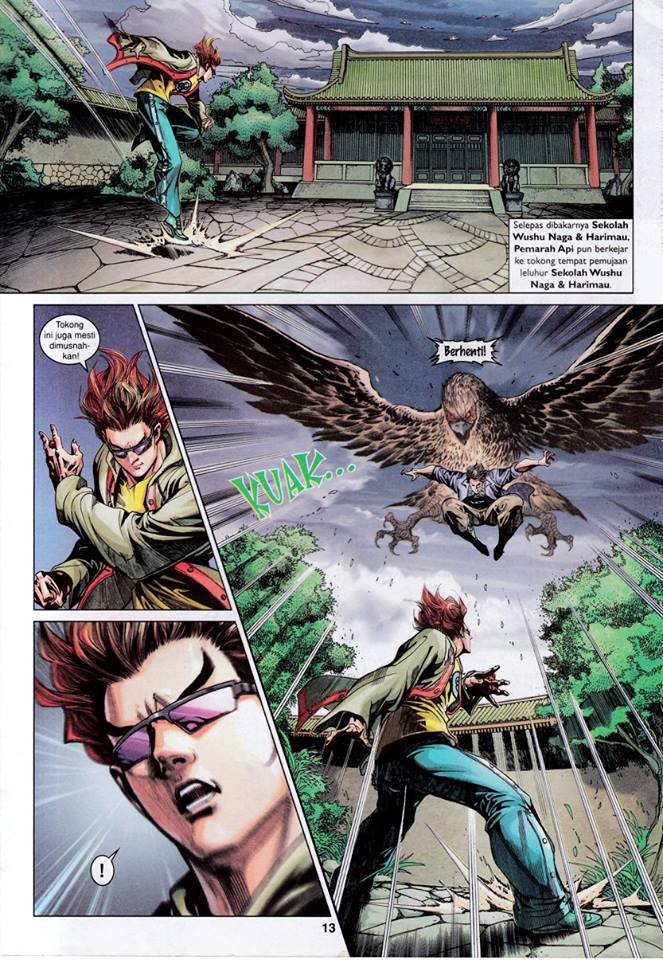 Selepas dibakarnya Sekolah
Wushu Naga & Harimau,
Pemarah Api pun berkejar
ke tokong tempat pemujaan
leluhur Sekolah Wushu
Naga & Harimau.
Tokong
ini juga mesti
dimusnah-
kan!
Berhenti!
KUAK...
!
13